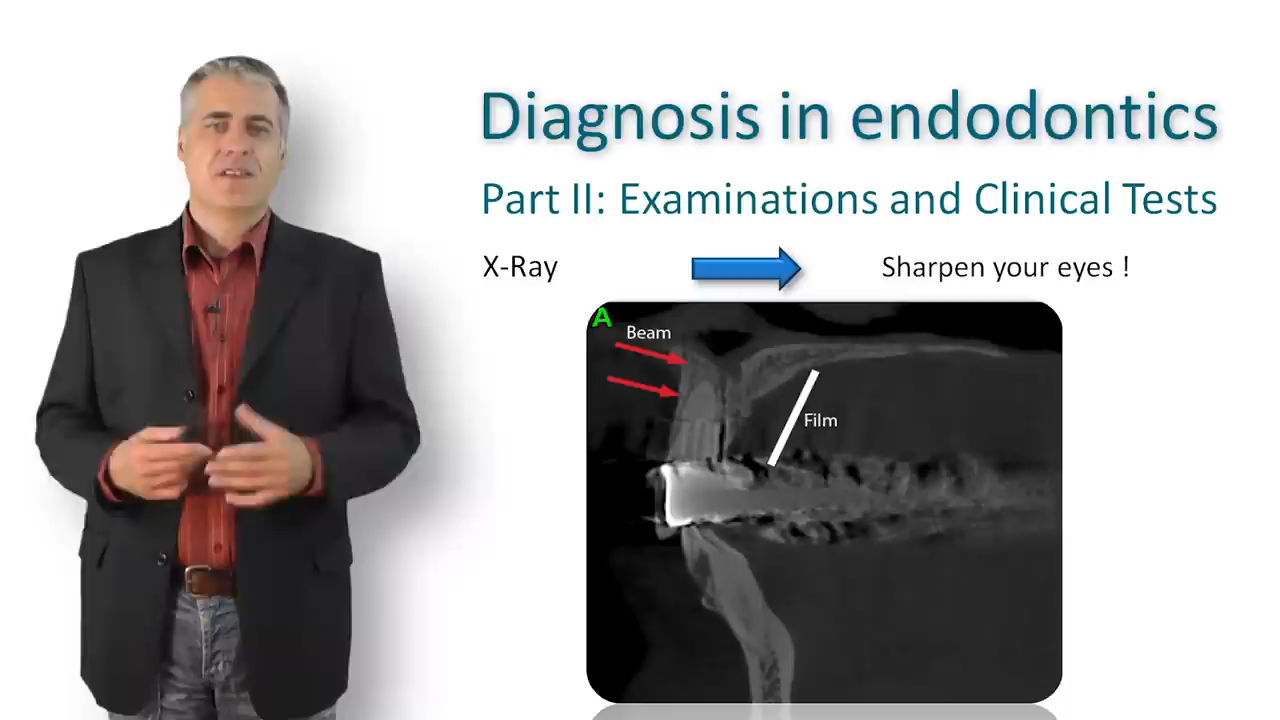 Diagnosis in endodontics
Part II: Examinations and Clinical Tests
X-Ray
Sharpen your eyes !
A
Beam
Film